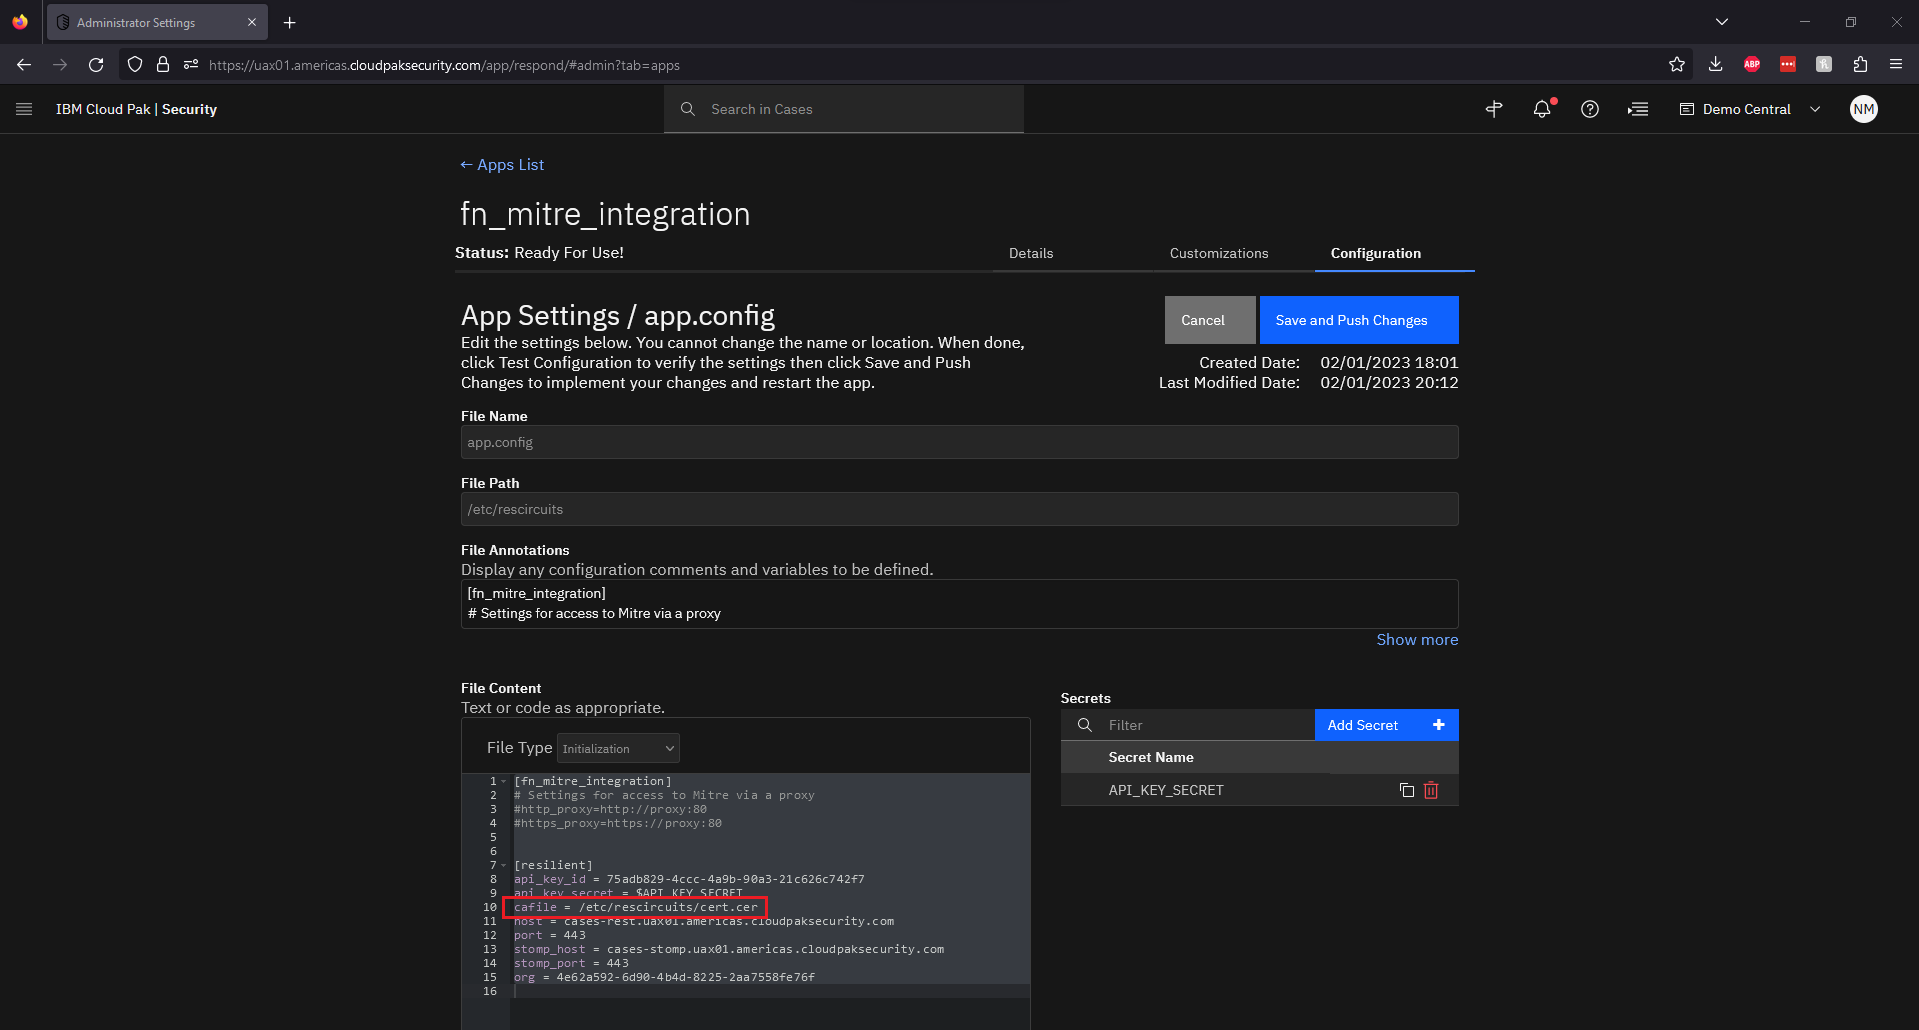 Administrator Settings
https://uax01.americas.cloudpaksecurity.com/app/respond/#admin?tab=apps
ABP
IBM Cloud Pak | Security
Search in Cases
Demo Central
NM
← Apps List
fn_mitre_integration
Status: Ready For Use!
Details
Customizations
Configuration
App Settings / app.config
Cancel
Save and Push Changes
Edit the settings below. You cannot change the name or location. When done,
click Test Configuration to verify the settings then click Save and Push
Changes to implement your changes and restart the app.
Created Date: 02/01/2023 18:01
Last Modified Date: 02/01/2023 20:12
File Name
app.config
File Path
/etc/rescircuits
File Annotations
Display any configuration comments and variables to be defined.
[fn_mitre_integration]
# Settings for access to Mitre via a proxy
Show more
File Content
Text or code as appropriate.
File Type Initialization
1 [fn_mitre_integration]
2 # Settings for access to Mitre via a proxy
3 #http_proxy=http://proxy:80
4 #https_proxy=https://proxy:80
5
6
7 [resilient]
8 api_key_id = 75adb829-4ccc-4a9b-90a3-21c626c742f7
9 api_key_secret = $API_KEY_SECRET
10 cafile = /etc/rescircuits/cert.cer
11 host = cases-rest.uax01.americas.cloudpaksecurity.com
12 port = 443
13 stomp_host = cases-stomp.uax01.americas.cloudpaksecurity.com
14 stomp_port = 443
15 org = 4e62a592-6d90-4b4d-8225-2aa7558fe76f
16
Secrets
Filter
Add Secret +
Secret Name
API_KEY_SECRET